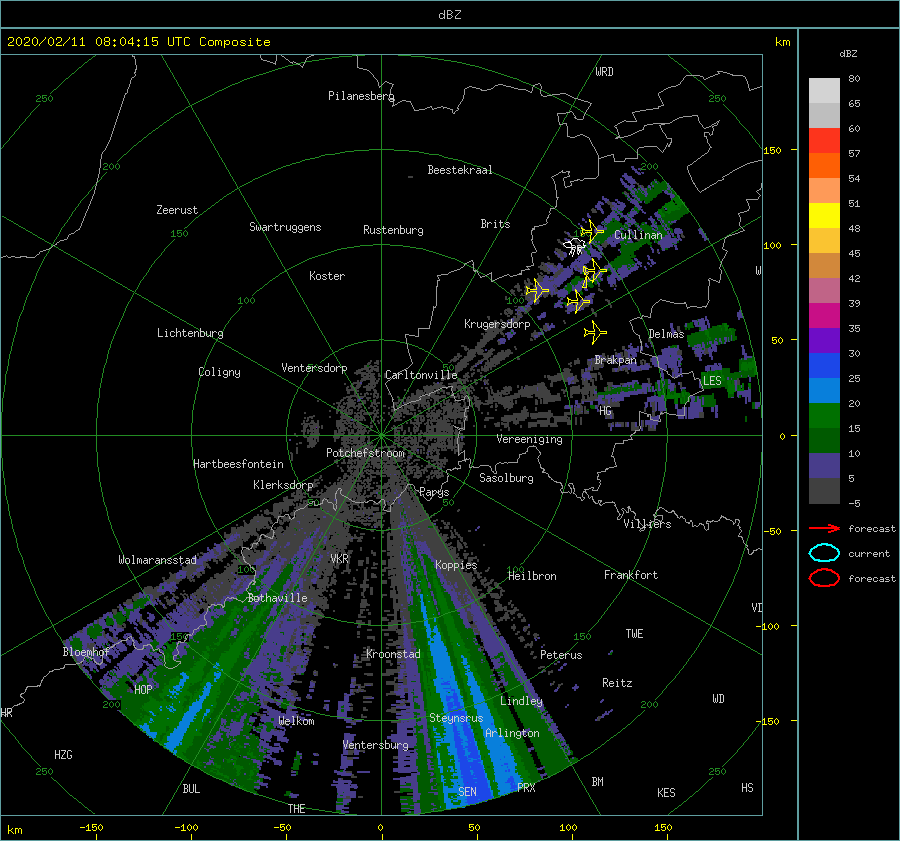 dBZ
2020/02/11 08:04:15 UTC Composite
km
dBZ
WRD
80
250
Pilanesberg
250
65
60
150
57
200
Beestekraal
200
54
Zeerust
51
Swartruggens
Rustenburg
Brits
150
Cullinan
48
100
45
Koster
42
100
100
39
Lichtenburg
Krugersdorp
Delmas
35
50
30
Coligny
Ventersdorp
Carltonville
50
Brakpan
LES
25
HG
20
Vereeniging
0
15
Potchefstroom
10
Hartbeesfontein
Klerksdorp
Sasolburg
5
Parys
50
50
-5
Villiers
forecast
-50
Wolmaransstad
VKR
Koppies
current
100
100
Heilbron
Frankfort
forecast
Bothaville
VD
-100
150
150
TWE
Bloemhof
Kroonstad
Peterus
HOP
Reitz
WD
200
Lindley
200
HR
Welkom
Steynsrus
-150
Arlington
HZG
Ventersburg
250
250
BUL
SEN
PRX
BM
KES
HS
THE
km
-150
-100
-50
0
50
100
150